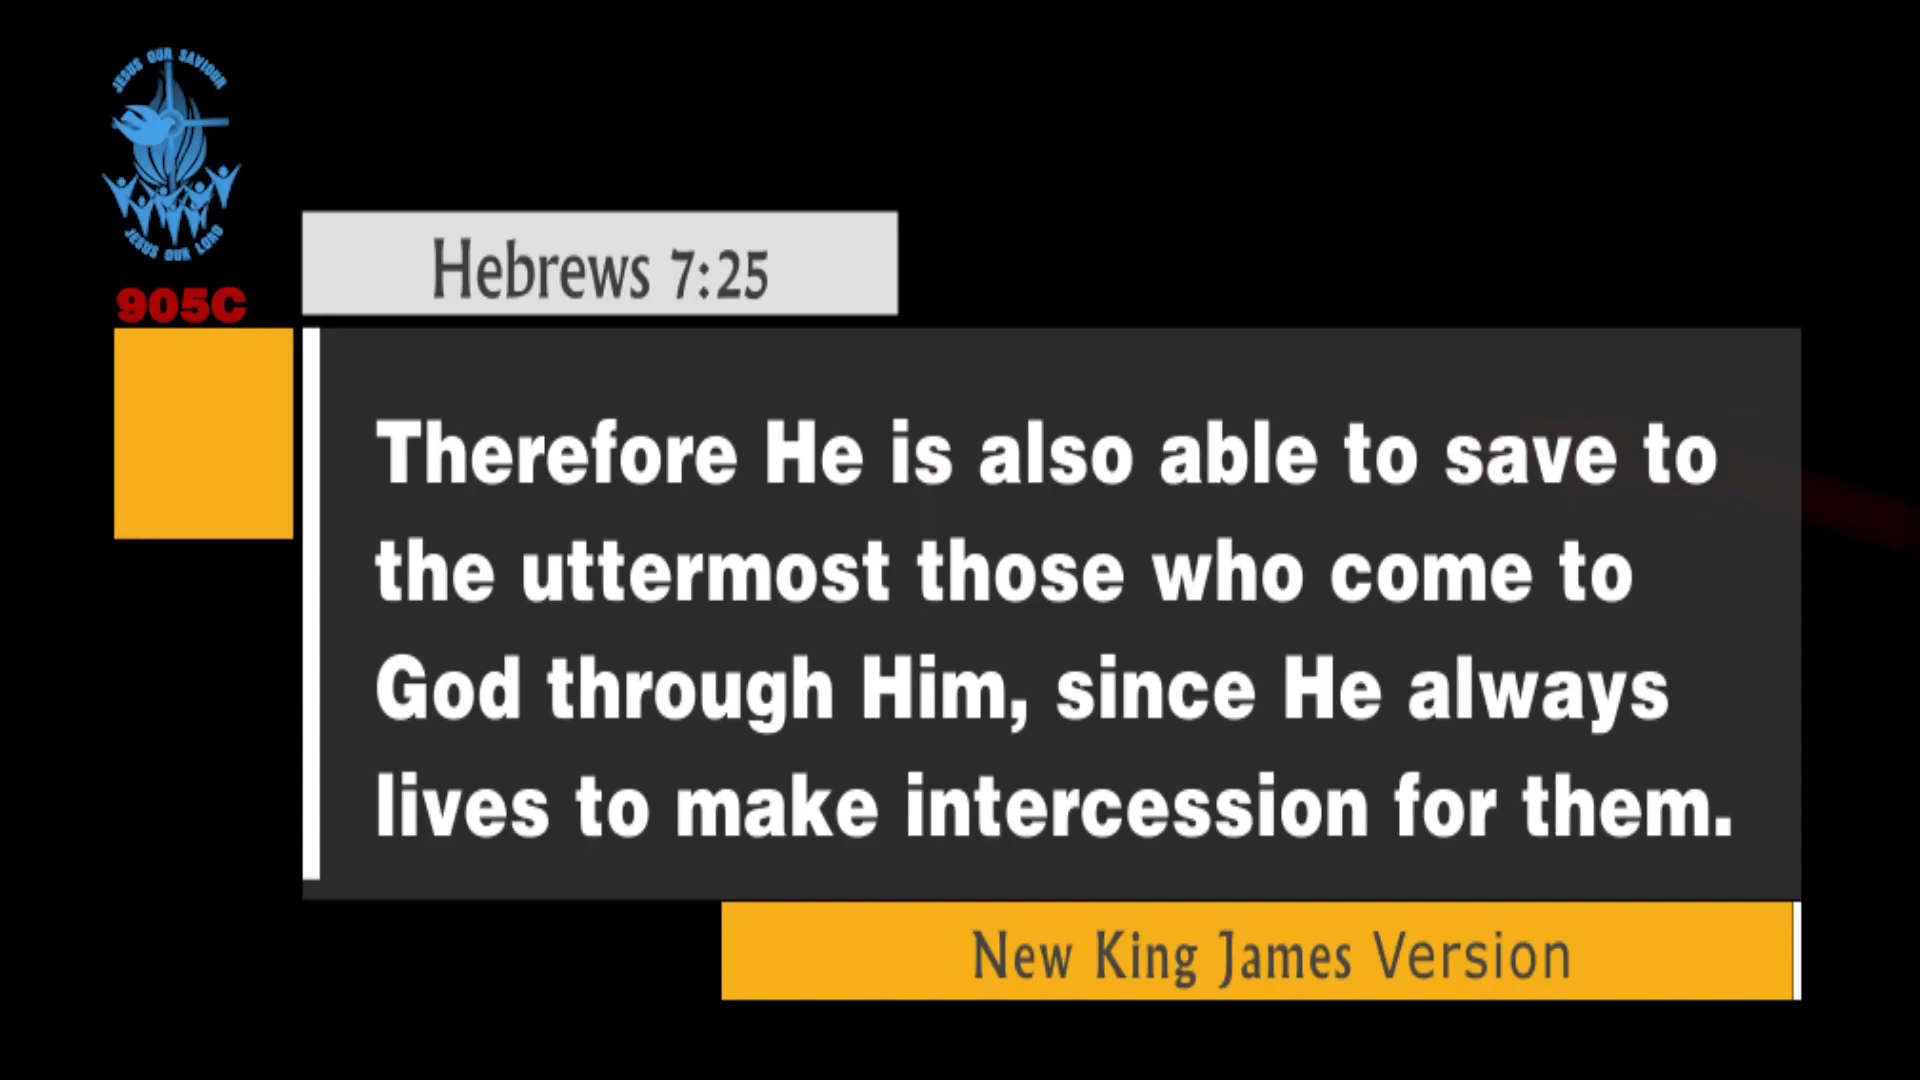 JESUS OUR SAVIOUR
JESUS OUR LORD
905C
Hebrews 7:25
Therefore He is also able to save to
the uttermost those who come to
God through Him, since He always
lives to make intercession for them.
New King James Version